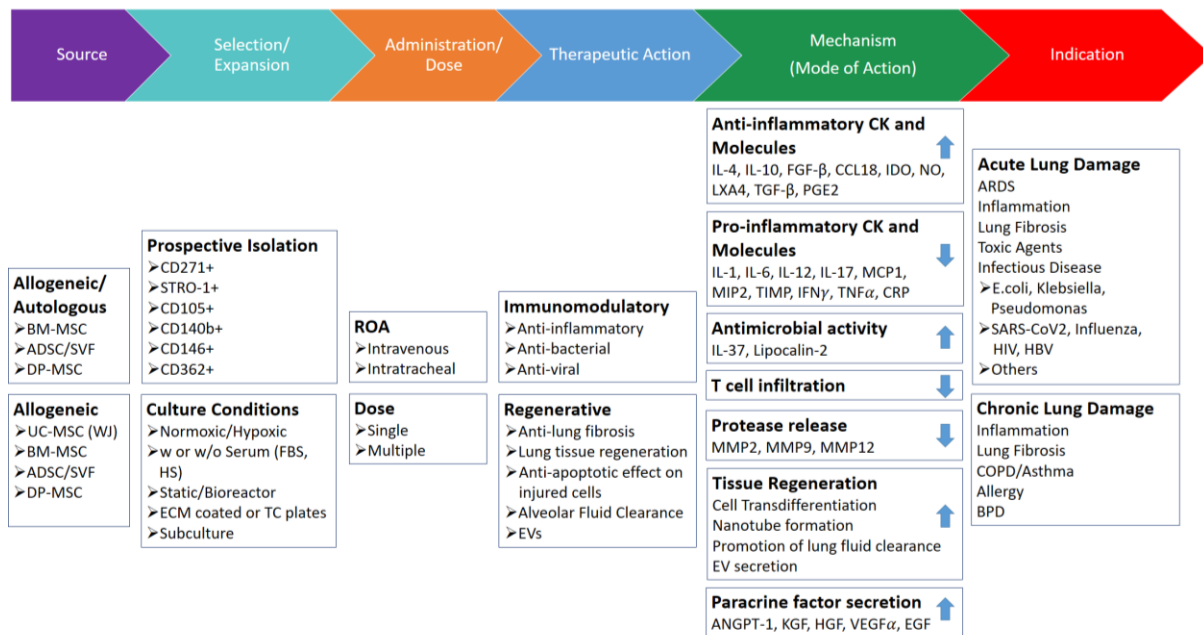 Source
Selection/
Expansion
Administration/
Dose
Therapeutic Action
Mechanism
(Mode of Action)
Indication
Allogeneic/
Autologous
➢BM-MSC
➢ADSC/SVF
➢DP-MSC
Allogeneic
➢UC-MSC (WJ)
➢BM-MSC
➢ADSC/SVF
➢DP-MSC
Prospective Isolation
➢CD271+
➢STRO-1+
➢CD105+
➢CD140b+
➢CD146+
➢CD362+
Culture Conditions
➢Normoxic/Hypoxic
➢w or w/o Serum (FBS,
HS)
➢Static/Bioreactor
➢ECM coated or TC plates
➢Subculture
ROA
➢Intravenous
➢Intratracheal
Dose
➢Single
➢Multiple
Immunomodulatory
➢Anti-inflammatory
➢Anti-bacterial
➢Anti-viral
Regenerative
➢Anti-lung fibrosis
➢Lung tissue regeneration
➢Anti-apoptotic effect on
injured cells
➢Alveolar Fluid Clearance
➢EVs
Anti-inflammatory CK and
Molecules
IL-4, IL-10, FGF-β, CCL18, IDO, NO,
LXA4, TGF-β, PGE2
Pro-inflammatory CK and
Molecules
IL-1, IL-6, IL-12, IL-17, MCP1,
MIP2, TIMP, IFNγ, TNFα, CRP
Antimicrobial activity
IL-37, Lipocalin-2
T cell infiltration
Protease release
MMP2, MMP9, MMP12
Tissue Regeneration
Cell Transdifferentiation
Nanotube formation
Promotion of lung fluid clearance
EV secretion
Paracrine factor secretion
ANGPT-1, KGF, HGF, VEGFα, EGF
Acute Lung Damage
ARDS
Inflammation
Lung Fibrosis
Toxic Agents
Infectious Disease
➢E.coli, Klebsiella,
Pseudomonas
➢SARS-CoV2, Influenza,
HIV, HBV
➢Others
Chronic Lung Damage
Inflammation
Lung Fibrosis
COPD/Asthma
Allergy
BPD